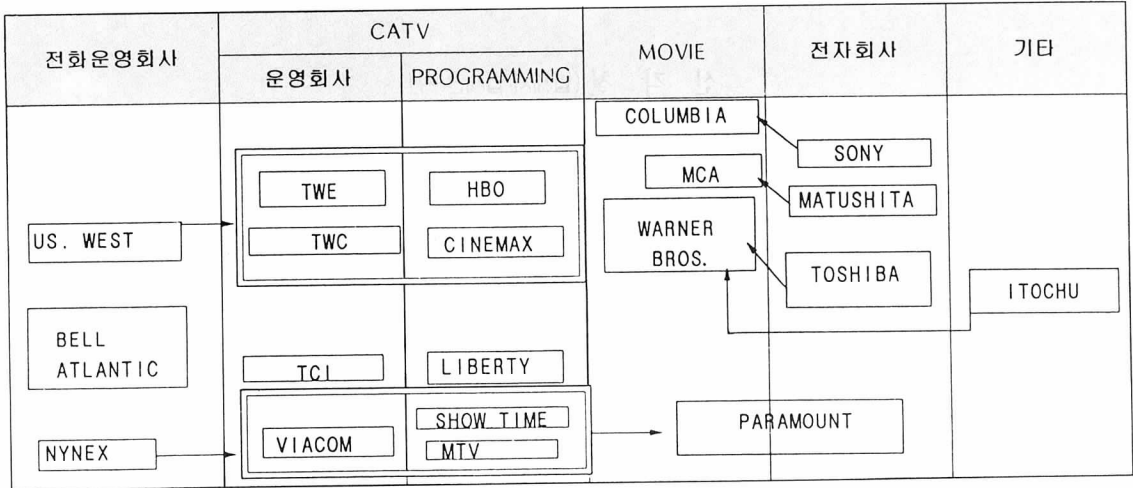 전화운영회사
CATV
운영회사
PROGRAMMING
MOVIE
전자회사
기타
COLUMBIA
SONY
MCA
MATUSHITA
TWE
HBO
US. WEST
TWC
CINEMAX
WARNER
BROS.
TOSHIBA
ITOCHU
BELL
ATLANTIC
TCI
LIBERTY
NYNEX
VIACOM
SHOW TIME
MTV
PARAMOUNT